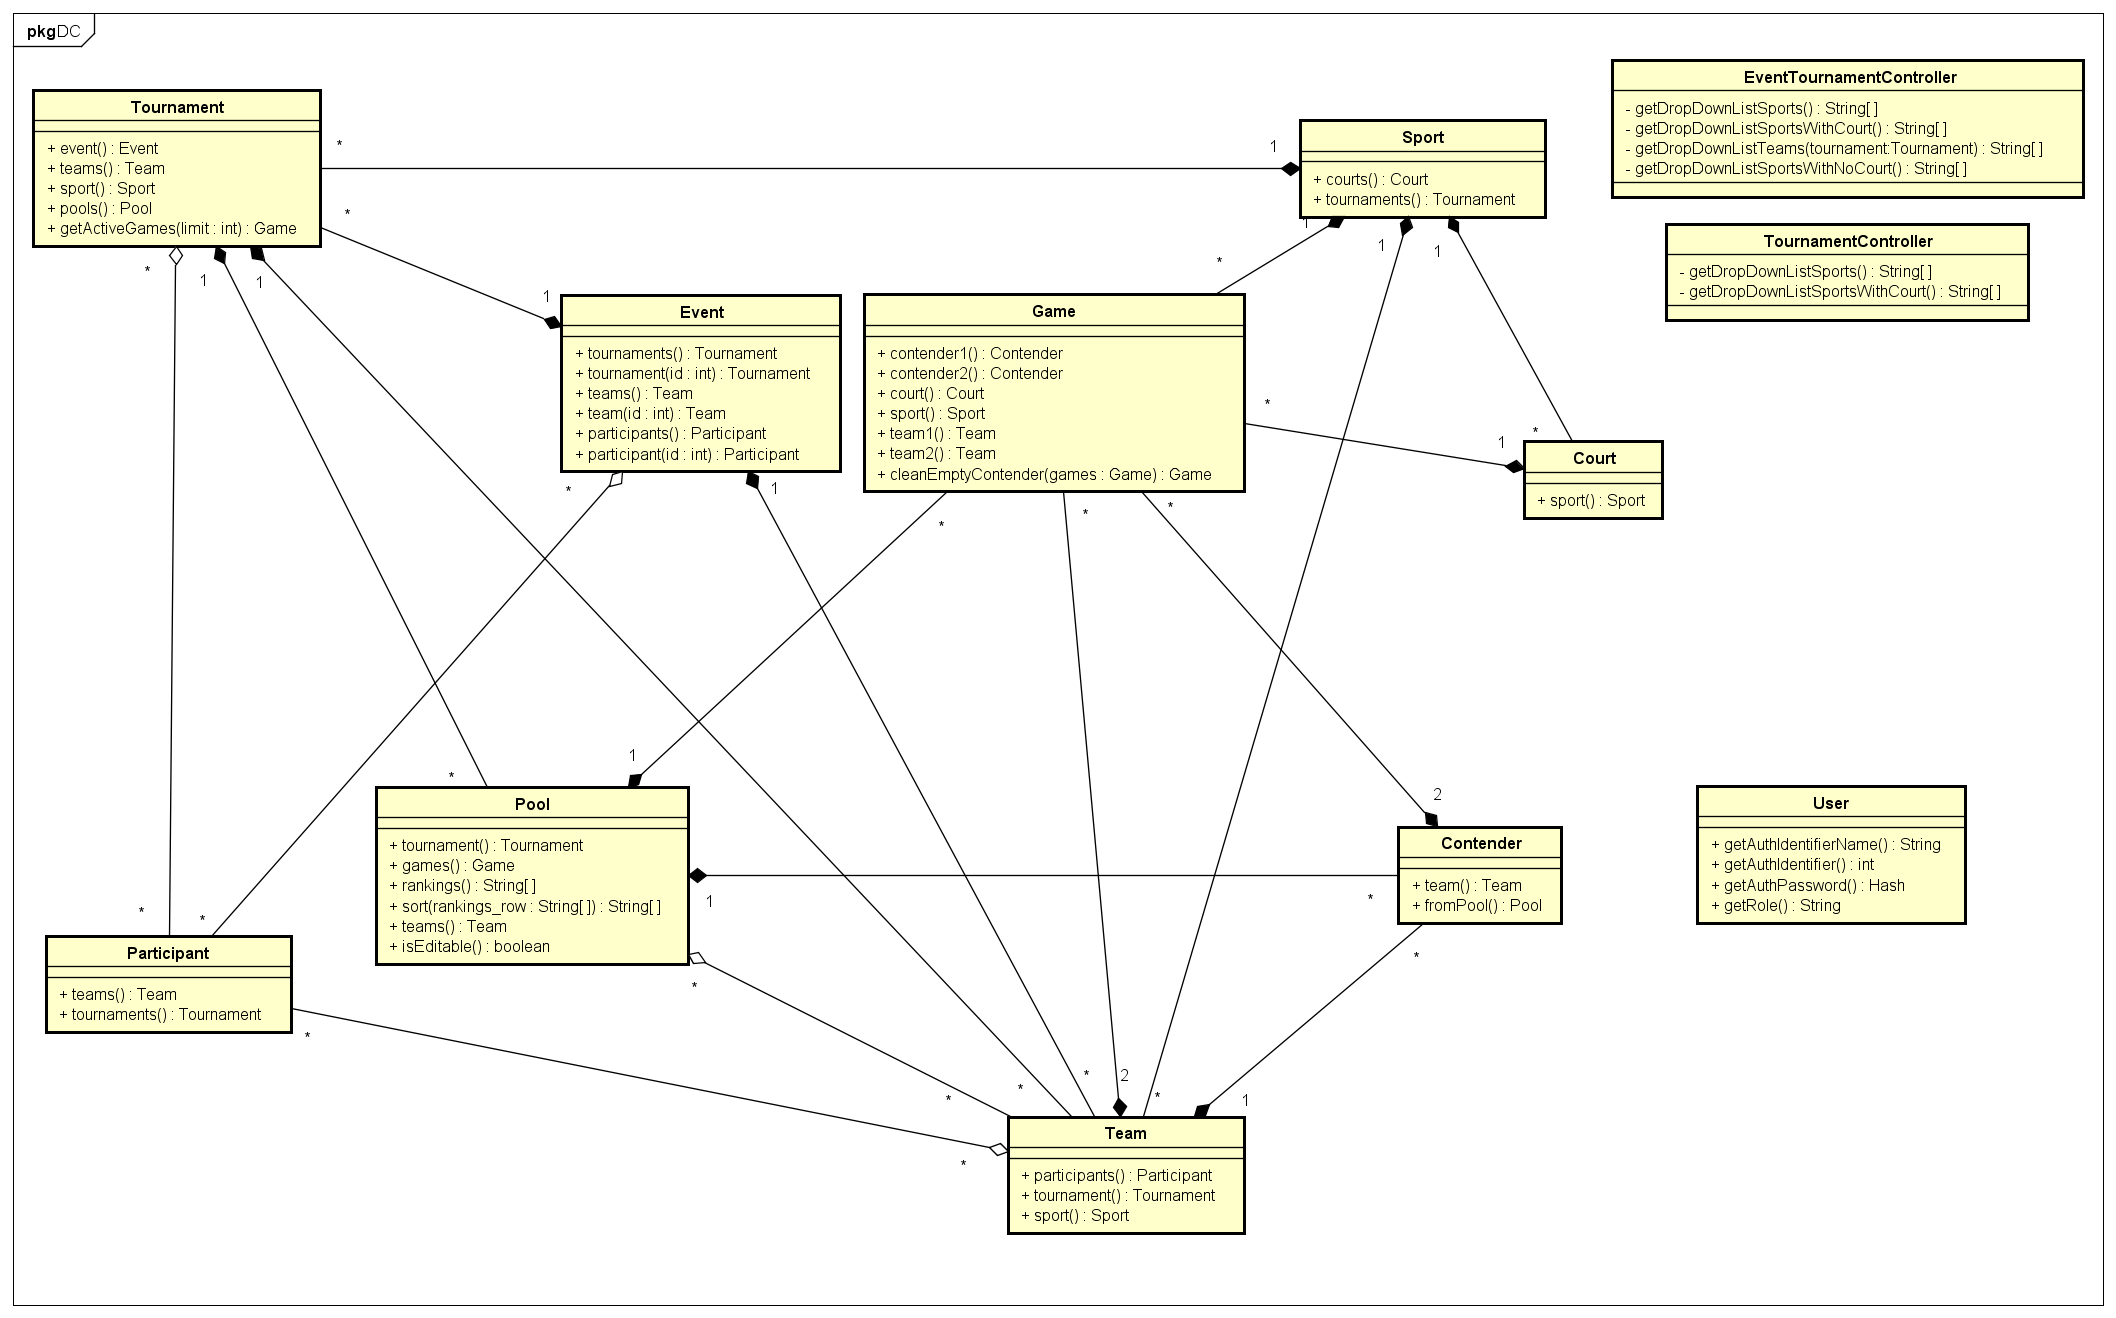 pkg DC
Tournament
+ event() : Event
+ teams() : Team
+ sport() : Sport
+ pools() : Pool
+ getActiveGames(limit : int) : Game
*
1
*
*
1
1
Sport
+ courts() : Court
+ tournaments() : Tournament
1
1
1
*
EventTournamentController
- getDropDownListSports() : String[]
- getDropDownListSportsWithCourt() : String[]
- getDropDownListTeams(tournament:Tournament) : String[]
- getDropDownListSportsWithNoCourt() : String[]
TournamentController
- getDropDownListSports() : String[]
- getDropDownListSportsWithCourt() : String[]
1
Event
+ tournaments() : Tournament
+ tournament(id : int) : Tournament
+ teams() : Team
+ team(id : int) : Team
+ participants() : Participant
+ participant(id : int) : Participant
*
1
Game
+ contender1() : Contender
+ contender2() : Contender
+ court() : Court
+ sport() : Sport
+ team1() : Team
+ team2() : Team
+ cleanEmptyContender(games : Game) : Game
*
*
*
*
1
*
Court
+ sport() : Sport
*
1
Pool
+ tournament() : Tournament
+ games() : Game
+ rankings() : String[]
+ sort(rankings_row : String[]) : String[]
+ teams() : Team
+ isEditable() : boolean
1
*
2
Contender
+ team() : Team
+ fromPool() : Pool
*
*
User
+ getAuthIdentifierName() : String
+ getAuthIdentifier() : int
+ getAuthPassword() : Hash
+ getRole() : String
*
*
Participant
+ teams() : Team
+ tournaments() : Tournament
*
*
*
*
2
*
1
*
Team
+ participants() : Participant
+ tournament() : Tournament
+ sport() : Sport
*